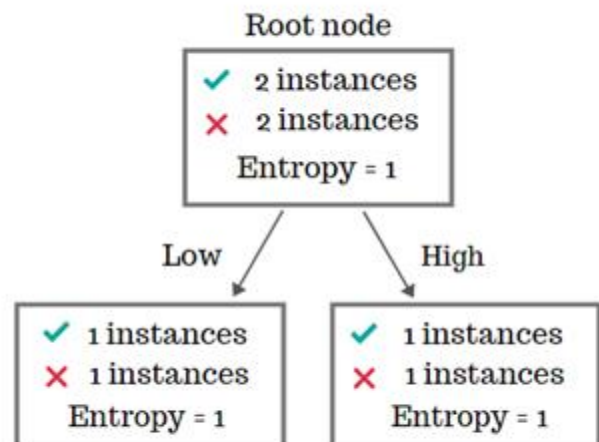 Root node
✓ 2 instances
✗ 2 instances
Entropy = 1
Low
High
✓ 1 instances
✗ 1 instances
Entropy = 1
✓ 1 instances
✗ 1 instances
Entropy = 1